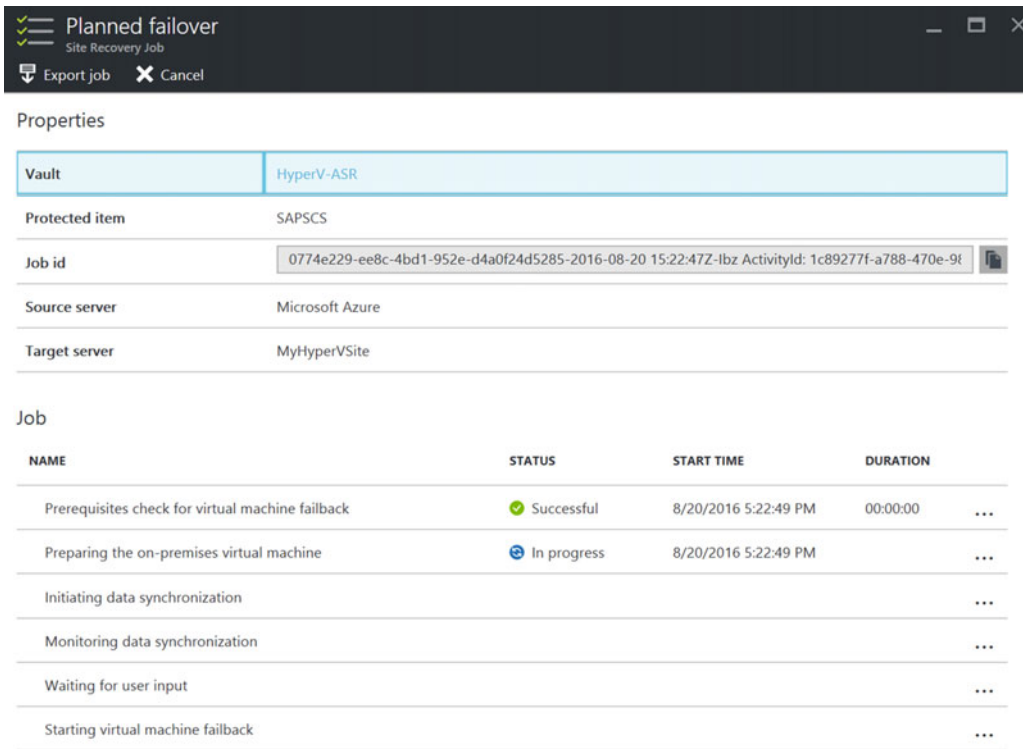 Planned failover
Site Recovery Job
Export job Cancel
Properties
Vault HyperV-ASR
Protected item SAPSCS
Job id 0774e229-ee8c-4bd1-952e-d4a0f24d5285-2016-08-20 15:22:47Z-Ibz ActivityId: 1c89277f-a788-470e-98
Source server Microsoft Azure
Target server MyHyperVSite
Job
NAME STATUS START TIME DURATION
Prerequisites check for virtual machine failback Successful 8/20/2016 5:22:49 PM 00:00:00 ...
Preparing the on-premises virtual machine In progress 8/20/2016 5:22:49 PM ...
Initiating data synchronization ...
Monitoring data synchronization ...
Waiting for user input ...
Starting virtual machine failback ...